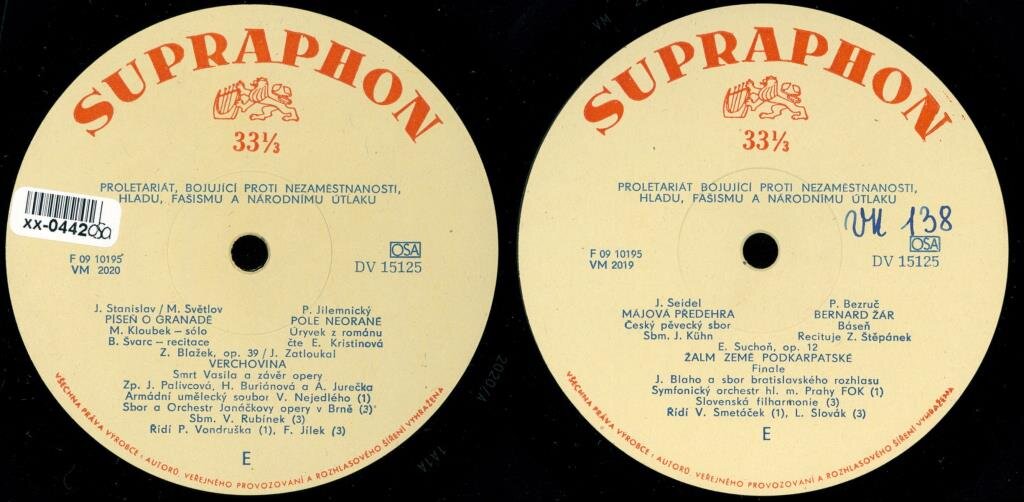 SUPRAPHON
33⅓
PROLETARIÁT, BOJUJÍCÍ PROTI NEZAMĚSTNANOSTI,
HLADU, FAŠISMU A NÁRODNÍMU ÚTLAKU
XX-0442
OSA
F 09 10195
VM 2020
OSA
DV 15125
J. Stanislav / M. Světlov
PÍSEŇ O GRANADĚ
M. Kloubek – sólo
B. Švarc – recitace
P. Jilemnický
POLE NEORANÉ
Úryvek z románu
čte E. Kristinová
Z. Blažek, op. 39 / J. Zatloukal
VERCHOVINA
Smrt Vasila a závěr opery
Zp. J. Palivcová, H. Buriánová a A. Jurečka
Armádní umělecký soubor V. Nejedlého (1)
Sbor a Orchestr Janáčkovy opery v Brně (3)
Sbm. V. Rubínek (3)
Řídí P. Vondruška (1), F. Jílek (3)
E
VŠECHNA PRÁVA VÝROBCE I AUTORŮ, VEŘEJNÉHO PROVOZOVÁNÍ A ROZHLASOVÉHO ŠÍŘENÍ VYHRAŽENA
SUPRAPHON
33⅓
PROLETARIÁT BOJUJÍCÍ PROTI NEZAMĚSTNANOSTI,
HLADU, FAŠISMU A NÁRODNÍMU ÚTLAKU
VK 138
F 09 10195
VM 2019
OSA
DV 15125
J. Seidel
MÁJOVÁ PŘEDEHRA
Český pěvecký sbor
Sbm. J. Kühn
P. Bezruč
BERNARD ŽÁR
Báseň
Recituje Z. Štěpánek
E. Suchoň, op. 12
ŽALM ZEMĚ PODKARPATSKÉ
Finale
J. Blaho a sbor bratislavského rozhlasu
Symfonický orchestr hl. m. Prahy FOK (1)
Slovenská filharmonie (3)
Řídí V. Smetáček (1), L. Slovák (3)
E
VŠECHNA PRÁVA VÝROBCE I AUTORŮ, VEŘEJNÉHO PROVOZOVÁNÍ A ROZHLASOVÉHO ŠÍŘENÍ VYHRAŽENA